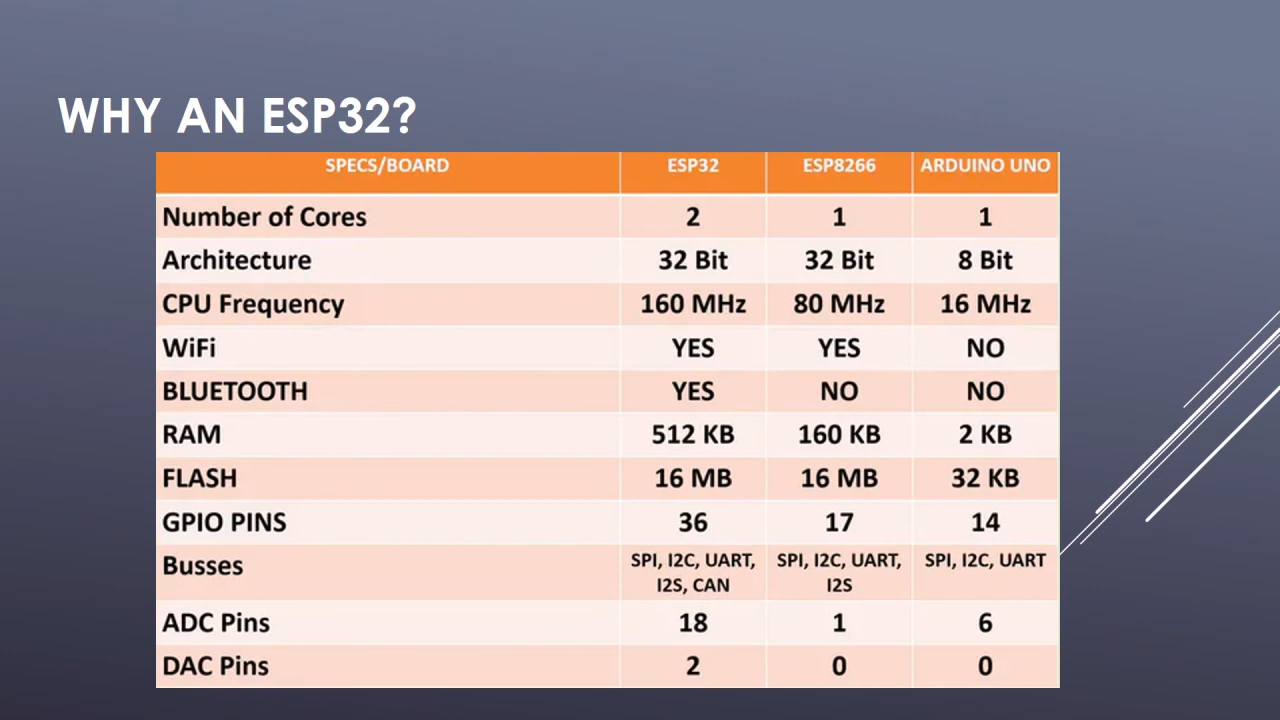 WHY AN ESP32?
SPECS/BOARD ESP32 ESP8266 ARDUINO UNO
Number of Cores 2 1 1
Architecture 32 Bit 32 Bit 8 Bit
CPU Frequency 160 MHz 80 MHz 16 MHz
WiFi YES YES NO
BLUETOOTH YES NO NO
RAM 512 KB 160 KB 2 KB
FLASH 16 MB 16 MB 32 KB
GPIO PINS 36 17 14
Busses SPI, I2C, UART, SPI, I2C, UART, SPI, I2C, UART
I2S, CAN I2S
ADC Pins 18 1 6
DAC Pins 2 0 0